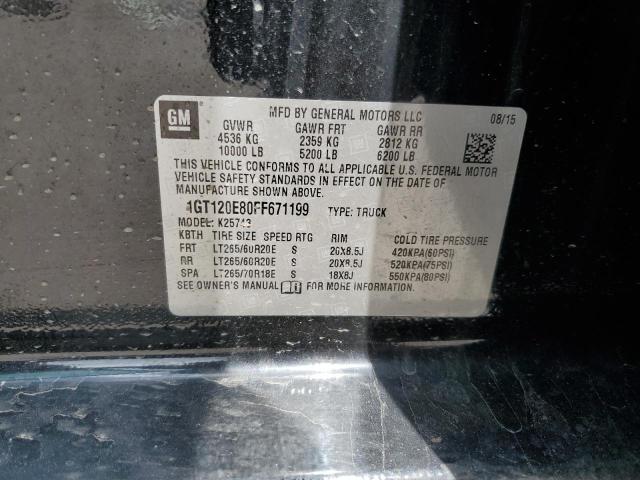 GM
MFD BY GENERAL MOTORS LLC 08/15
GVWR GAWR FRT GAWR RR
4536 KG 2359 KG 2812 KG
10000 LB 5200 LB 6200 LB
THIS VEHICLE CONFORMS TO ALL APPLICABLE U.S. FEDERAL MOTOR
VEHICLE SAFETY STANDARDS IN EFFECT ON THE DATE OF
MANUFACTURE SHOWN ABOVE.
1GT120E80FF671199 TYPE: TRUCK
MODEL: K25743
KBTH TIRE SIZE SPEED RTG RIM COLD TIRE PRESSURE
FRT LT265/60R20E S 20X8.5J 420KPA(60PSI)
RR LT265/60R20E S 20X8.5J 520KPA(75PSI)
SPA LT265/70R18E S 18X8J 550KPA(80PSI)
SEE OWNER'S MANUAL FOR MORE INFORMATION.